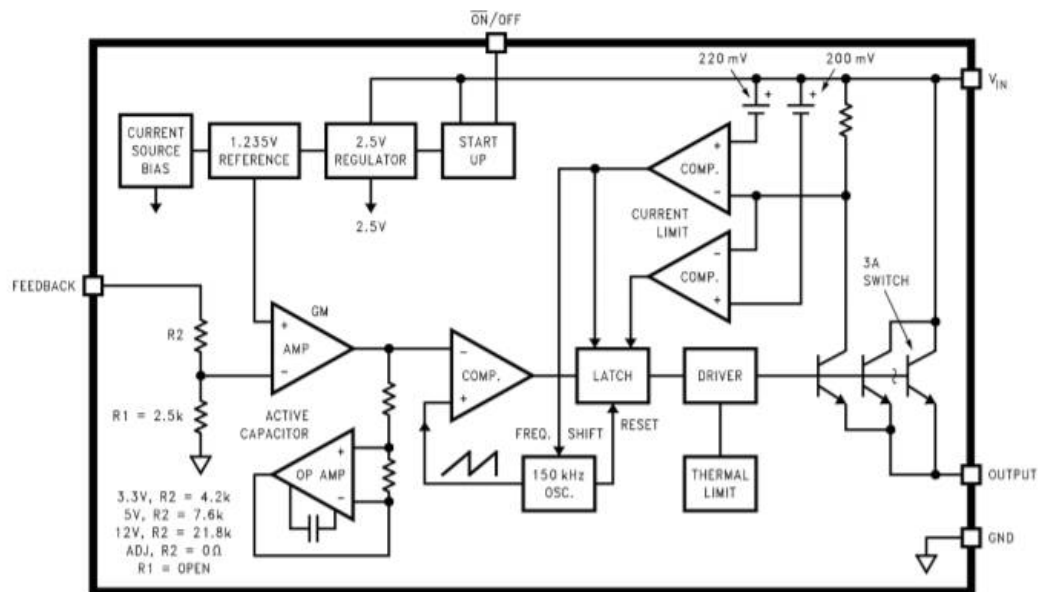 ON/OFF
220 mV
200 mV
+
+
V_IN
CURRENT
SOURCE
BIAS
1.235V
REFERENCE
2.5V
REGULATOR
START
UP
2.5V
+
COMP.
−
CURRENT
LIMIT
−
COMP.
+
3A
SWITCH
FEEDBACK
R2
R1 = 2.5k
GM
+
AMP
−
−
COMP.
+
LATCH
DRIVER
ACTIVE
CAPACITOR
+
OP AMP
−
FREQ. SHIFT
RESET
150 kHz
OSC.
THERMAL
LIMIT
OUTPUT
GND
3.3V, R2 = 4.2k
5V, R2 = 7.6k
12V, R2 = 21.8k
ADJ, R2 = 0Ω
R1 = OPEN